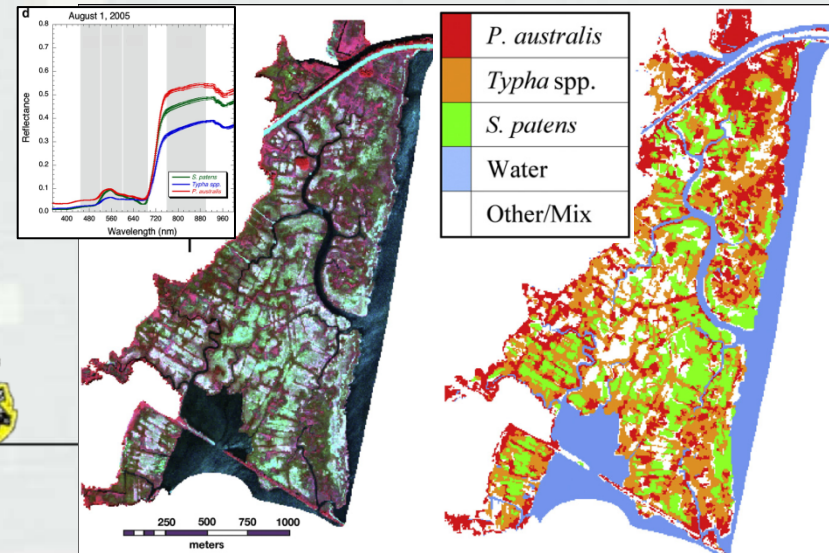 d
August 1, 2005
0.8
0.7
0.6
0.5
0.4
0.3
0.2
0.1
0.0
Reflectance
S. patens
Typha spp.
P. australis
400 480 560 640 720 800 880 960
Wavelength (nm)
P. australis
Typha spp.
S. patens
Water
Other/Mix
250 500 750 1000
meters